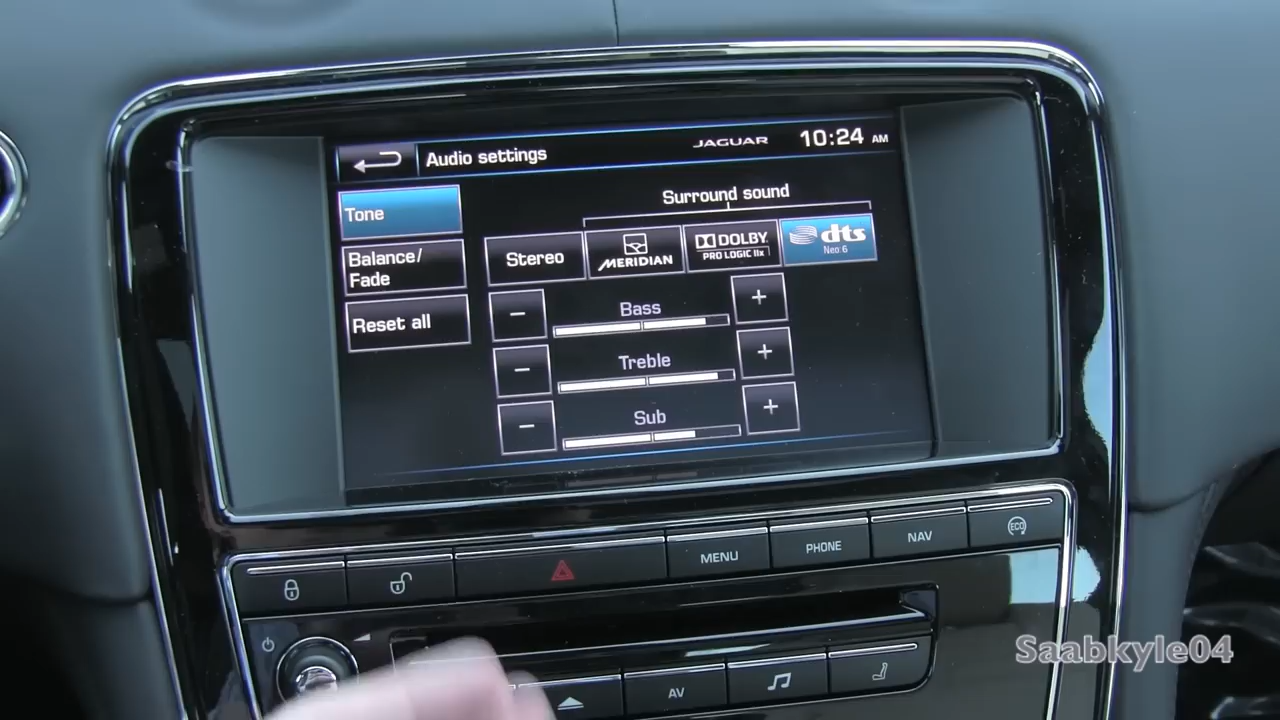 Audio settings
JAGUAR
10:24 AM
Tone
Balance/
Fade
Reset all
Surround sound
Stereo
MERIDIAN
DOLBY
PRO LOGIC IIx
dts
Neo:6
- Bass +
- Treble +
- Sub +
MENU
PHONE
NAV
ECO
AV
Saabkyle04